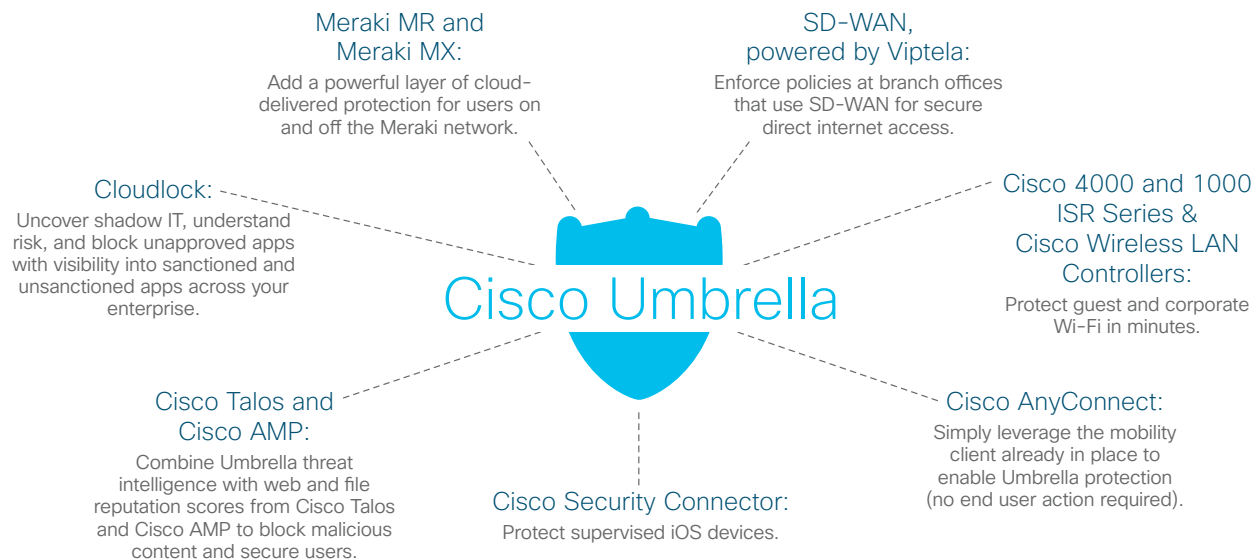 Meraki MR and
Meraki MX:
Add a powerful layer of cloud-
delivered protection for users on
and off the Meraki network.
SD-WAN,
powered by Viptela:
Enforce policies at branch offices
that use SD-WAN for secure
direct internet access.
Cloudlock:
Uncover shadow IT, understand
risk, and block unapproved apps
with visibility into sanctioned and
unsanctioned apps across your
enterprise.
Cisco 4000 and 1000
ISR Series &
Cisco Wireless LAN
Controllers:
Protect guest and corporate
Wi-Fi in minutes.
Cisco Umbrella
Cisco Talos and
Cisco AMP:
Combine Umbrella threat
intelligence with web and file
reputation scores from Cisco Talos
and Cisco AMP to block malicious
content and secure users.
Cisco Security Connector:
Protect supervised iOS devices.
Cisco AnyConnect:
Simply leverage the mobility
client already in place to
enable Umbrella protection
(no end user action required).